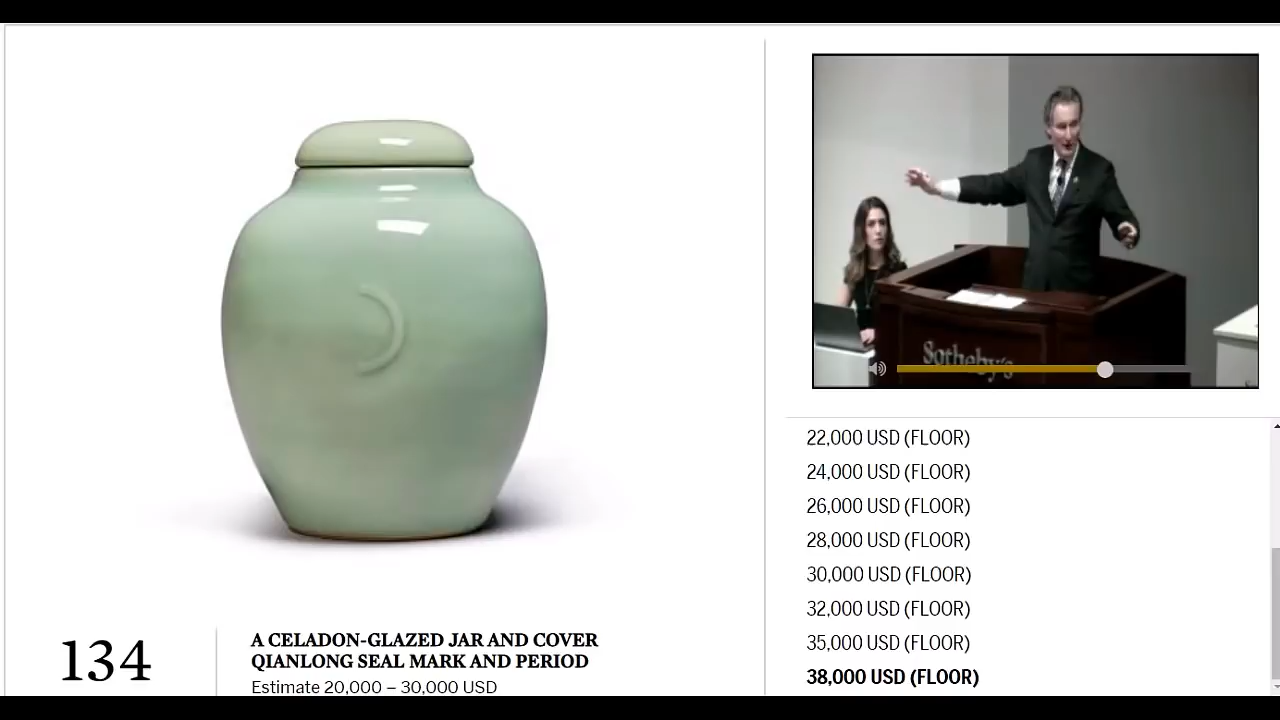 Sotheby's
22,000 USD (FLOOR)
24,000 USD (FLOOR)
26,000 USD (FLOOR)
28,000 USD (FLOOR)
30,000 USD (FLOOR)
32,000 USD (FLOOR)
35,000 USD (FLOOR)
38,000 USD (FLOOR)
134
A CELADON-GLAZED JAR AND COVER
QIANLONG SEAL MARK AND PERIOD
Estimate 20,000 – 30,000 USD